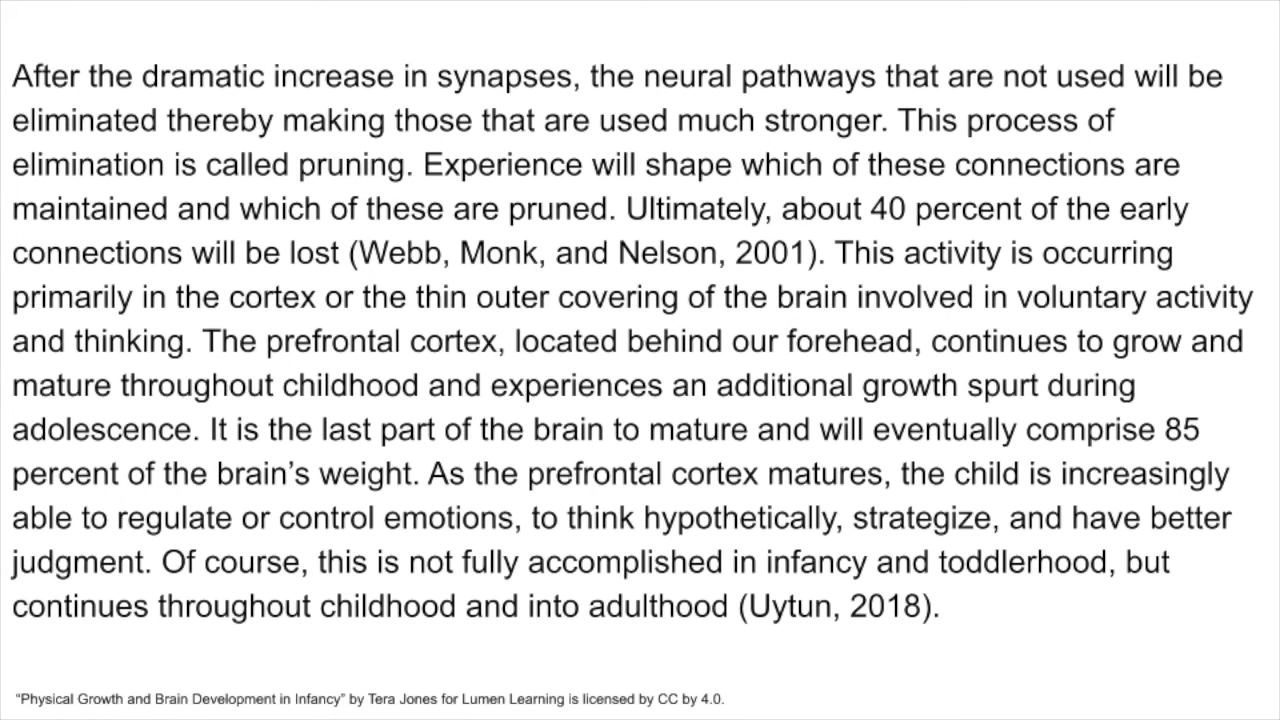 After the dramatic increase in synapses, the neural pathways that are not used will be
eliminated thereby making those that are used much stronger. This process of
elimination is called pruning. Experience will shape which of these connections are
maintained and which of these are pruned. Ultimately, about 40 percent of the early
connections will be lost (Webb, Monk, and Nelson, 2001). This activity is occurring
primarily in the cortex or the thin outer covering of the brain involved in voluntary activity
and thinking. The prefrontal cortex, located behind our forehead, continues to grow and
mature throughout childhood and experiences an additional growth spurt during
adolescence. It is the last part of the brain to mature and will eventually comprise 85
percent of the brain’s weight. As the prefrontal cortex matures, the child is increasingly
able to regulate or control emotions, to think hypothetically, strategize, and have better
judgment. Of course, this is not fully accomplished in infancy and toddlerhood, but
continues throughout childhood and into adulthood (Uytun, 2018).
“Physical Growth and Brain Development in Infancy” by Tera Jones for Lumen Learning is licensed by CC by 4.0.